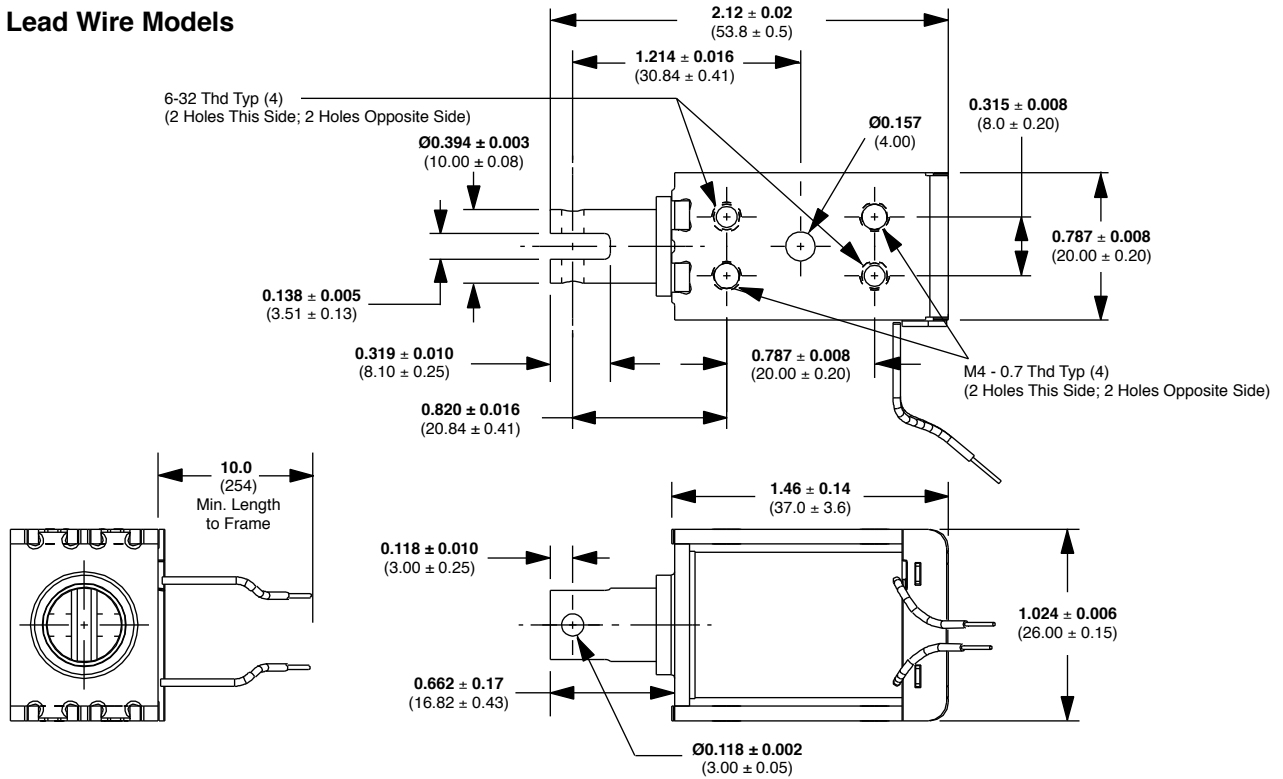 Lead Wire Models
2.12 ± 0.02
(53.8 ± 0.5)
1.214 ± 0.016
(30.84 ± 0.41)
6-32 Thd Typ (4)
(2 Holes This Side; 2 Holes Opposite Side)
0.315 ± 0.008
(8.0 ± 0.20)
Ø0.157
(4.00)
Ø0.394 ± 0.003
(10.00 ± 0.08)
0.787 ± 0.008
(20.00 ± 0.20)
0.138 ± 0.005
(3.51 ± 0.13)
0.319 ± 0.010
(8.10 ± 0.25)
0.787 ± 0.008
(20.00 ± 0.20)
M4 - 0.7 Thd Typ (4)
(2 Holes This Side; 2 Holes Opposite Side)
0.820 ± 0.016
(20.84 ± 0.41)
10.0
(254)
Min. Length
to Frame
1.46 ± 0.14
(37.0 ± 3.6)
0.118 ± 0.010
(3.00 ± 0.25)
1.024 ± 0.006
(26.00 ± 0.15)
0.662 ± 0.17
(16.82 ± 0.43)
Ø0.118 ± 0.002
(3.00 ± 0.05)